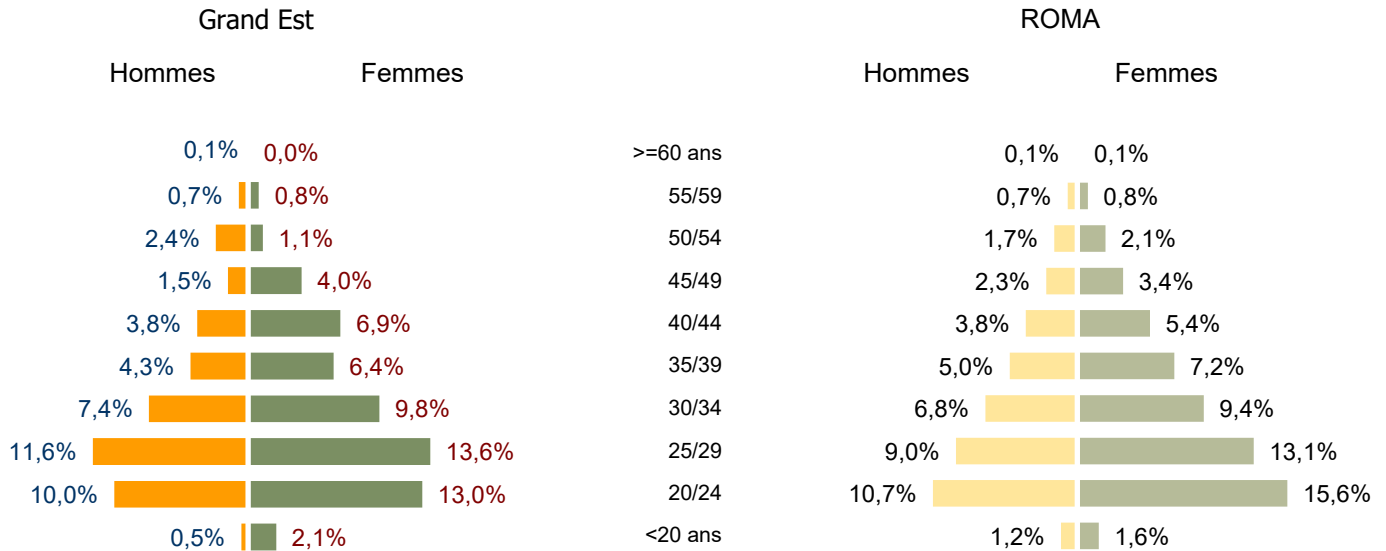 Grand Est ROMA
Hommes Femmes Hommes Femmes
0,1% 0,0% >=60 ans 0,1% 0,1%
0,7% 0,8% 55/59 0,7% 0,8%
2,4% 1,1% 50/54 1,7% 2,1%
1,5% 4,0% 45/49 2,3% 3,4%
3,8% 6,9% 40/44 3,8% 5,4%
4,3% 6,4% 35/39 5,0% 7,2%
7,4% 9,8% 30/34 6,8% 9,4%
11,6% 13,6% 25/29 9,0% 13,1%
10,0% 13,0% 20/24 10,7% 15,6%
0,5% 2,1% <20 ans 1,2% 1,6%